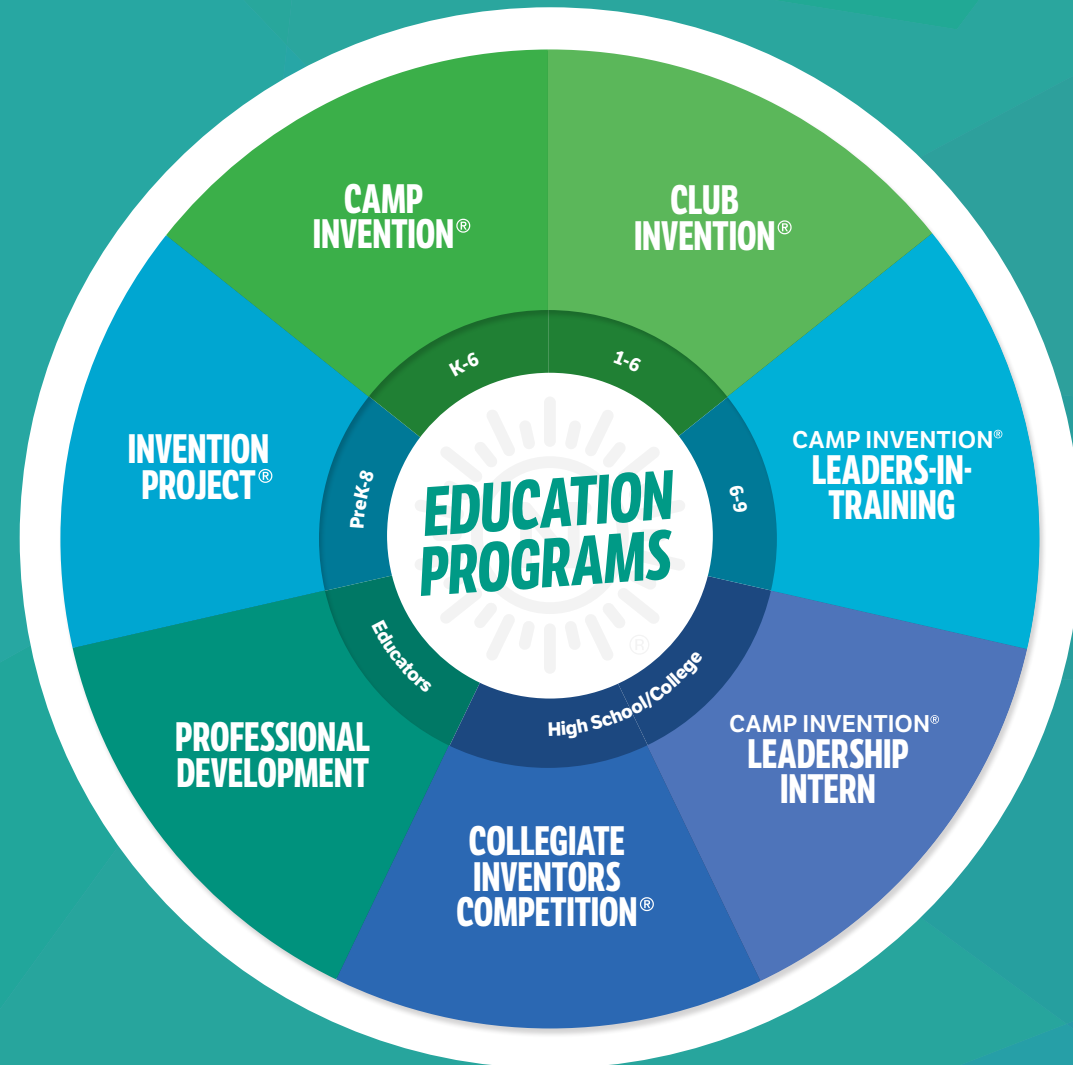 CAMP
INVENTION®
CLUB
INVENTION®
K-6
1-6
INVENTION
PROJECT®
PreK-8
EDUCATION
PROGRAMS
®
6-9
CAMP INVENTION®
LEADERS-IN-
TRAINING
Educators
High School/College
PROFESSIONAL
DEVELOPMENT
CAMP INVENTION®
LEADERSHIP
INTERN
COLLEGIATE
INVENTORS
COMPETITION®